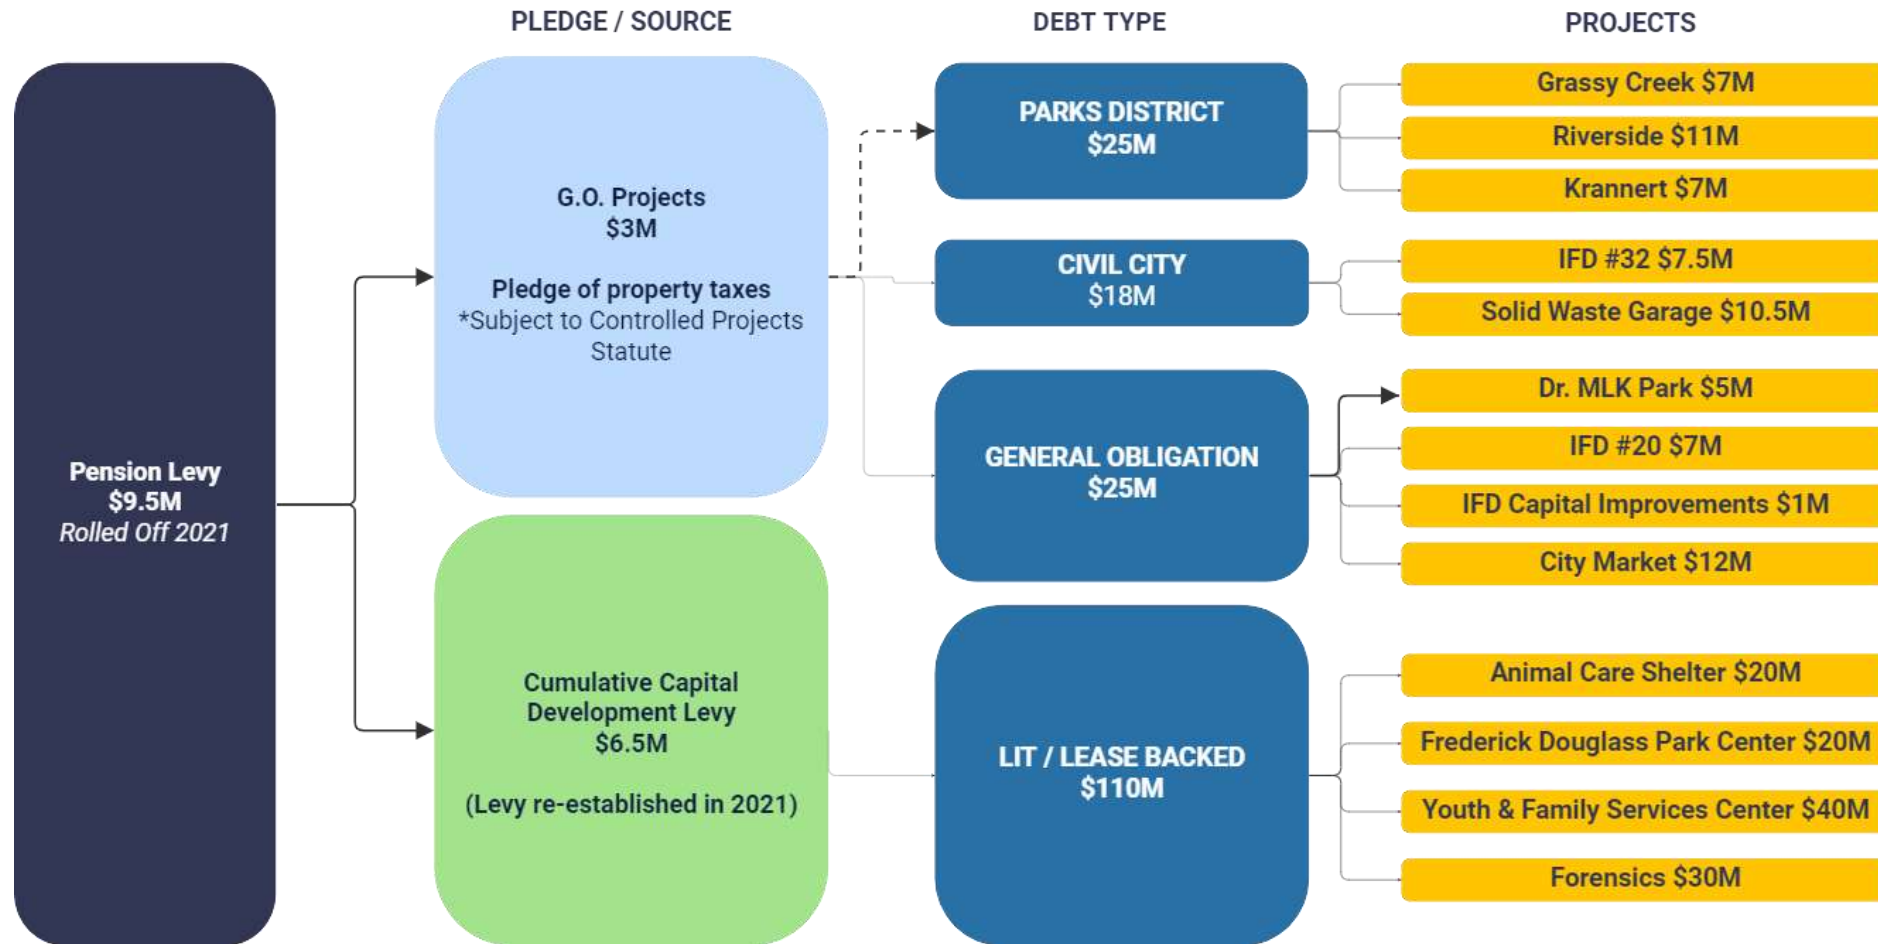 PLEDGE / SOURCE
DEBT TYPE
PROJECTS
Pension Levy
$9.5M
Rolled Off 2021
G.O. Projects
$3M
Pledge of property taxes
*Subject to Controlled Projects
Statute
Cumulative Capital
Development Levy
$6.5M
(Levy re-established in 2021)
PARKS DISTRICT
$25M
CIVIL CITY
$18M
GENERAL OBLIGATION
$25M
LIT / LEASE BACKED
$110M
Grassy Creek $7M
Riverside $11M
Krannert $7M
IFD #32 $7.5M
Solid Waste Garage $10.5M
Dr. MLK Park $5M
IFD #20 $7M
IFD Capital Improvements $1M
City Market $12M
Animal Care Shelter $20M
Frederick Douglass Park Center $20M
Youth & Family Services Center $40M
Forensics $30M